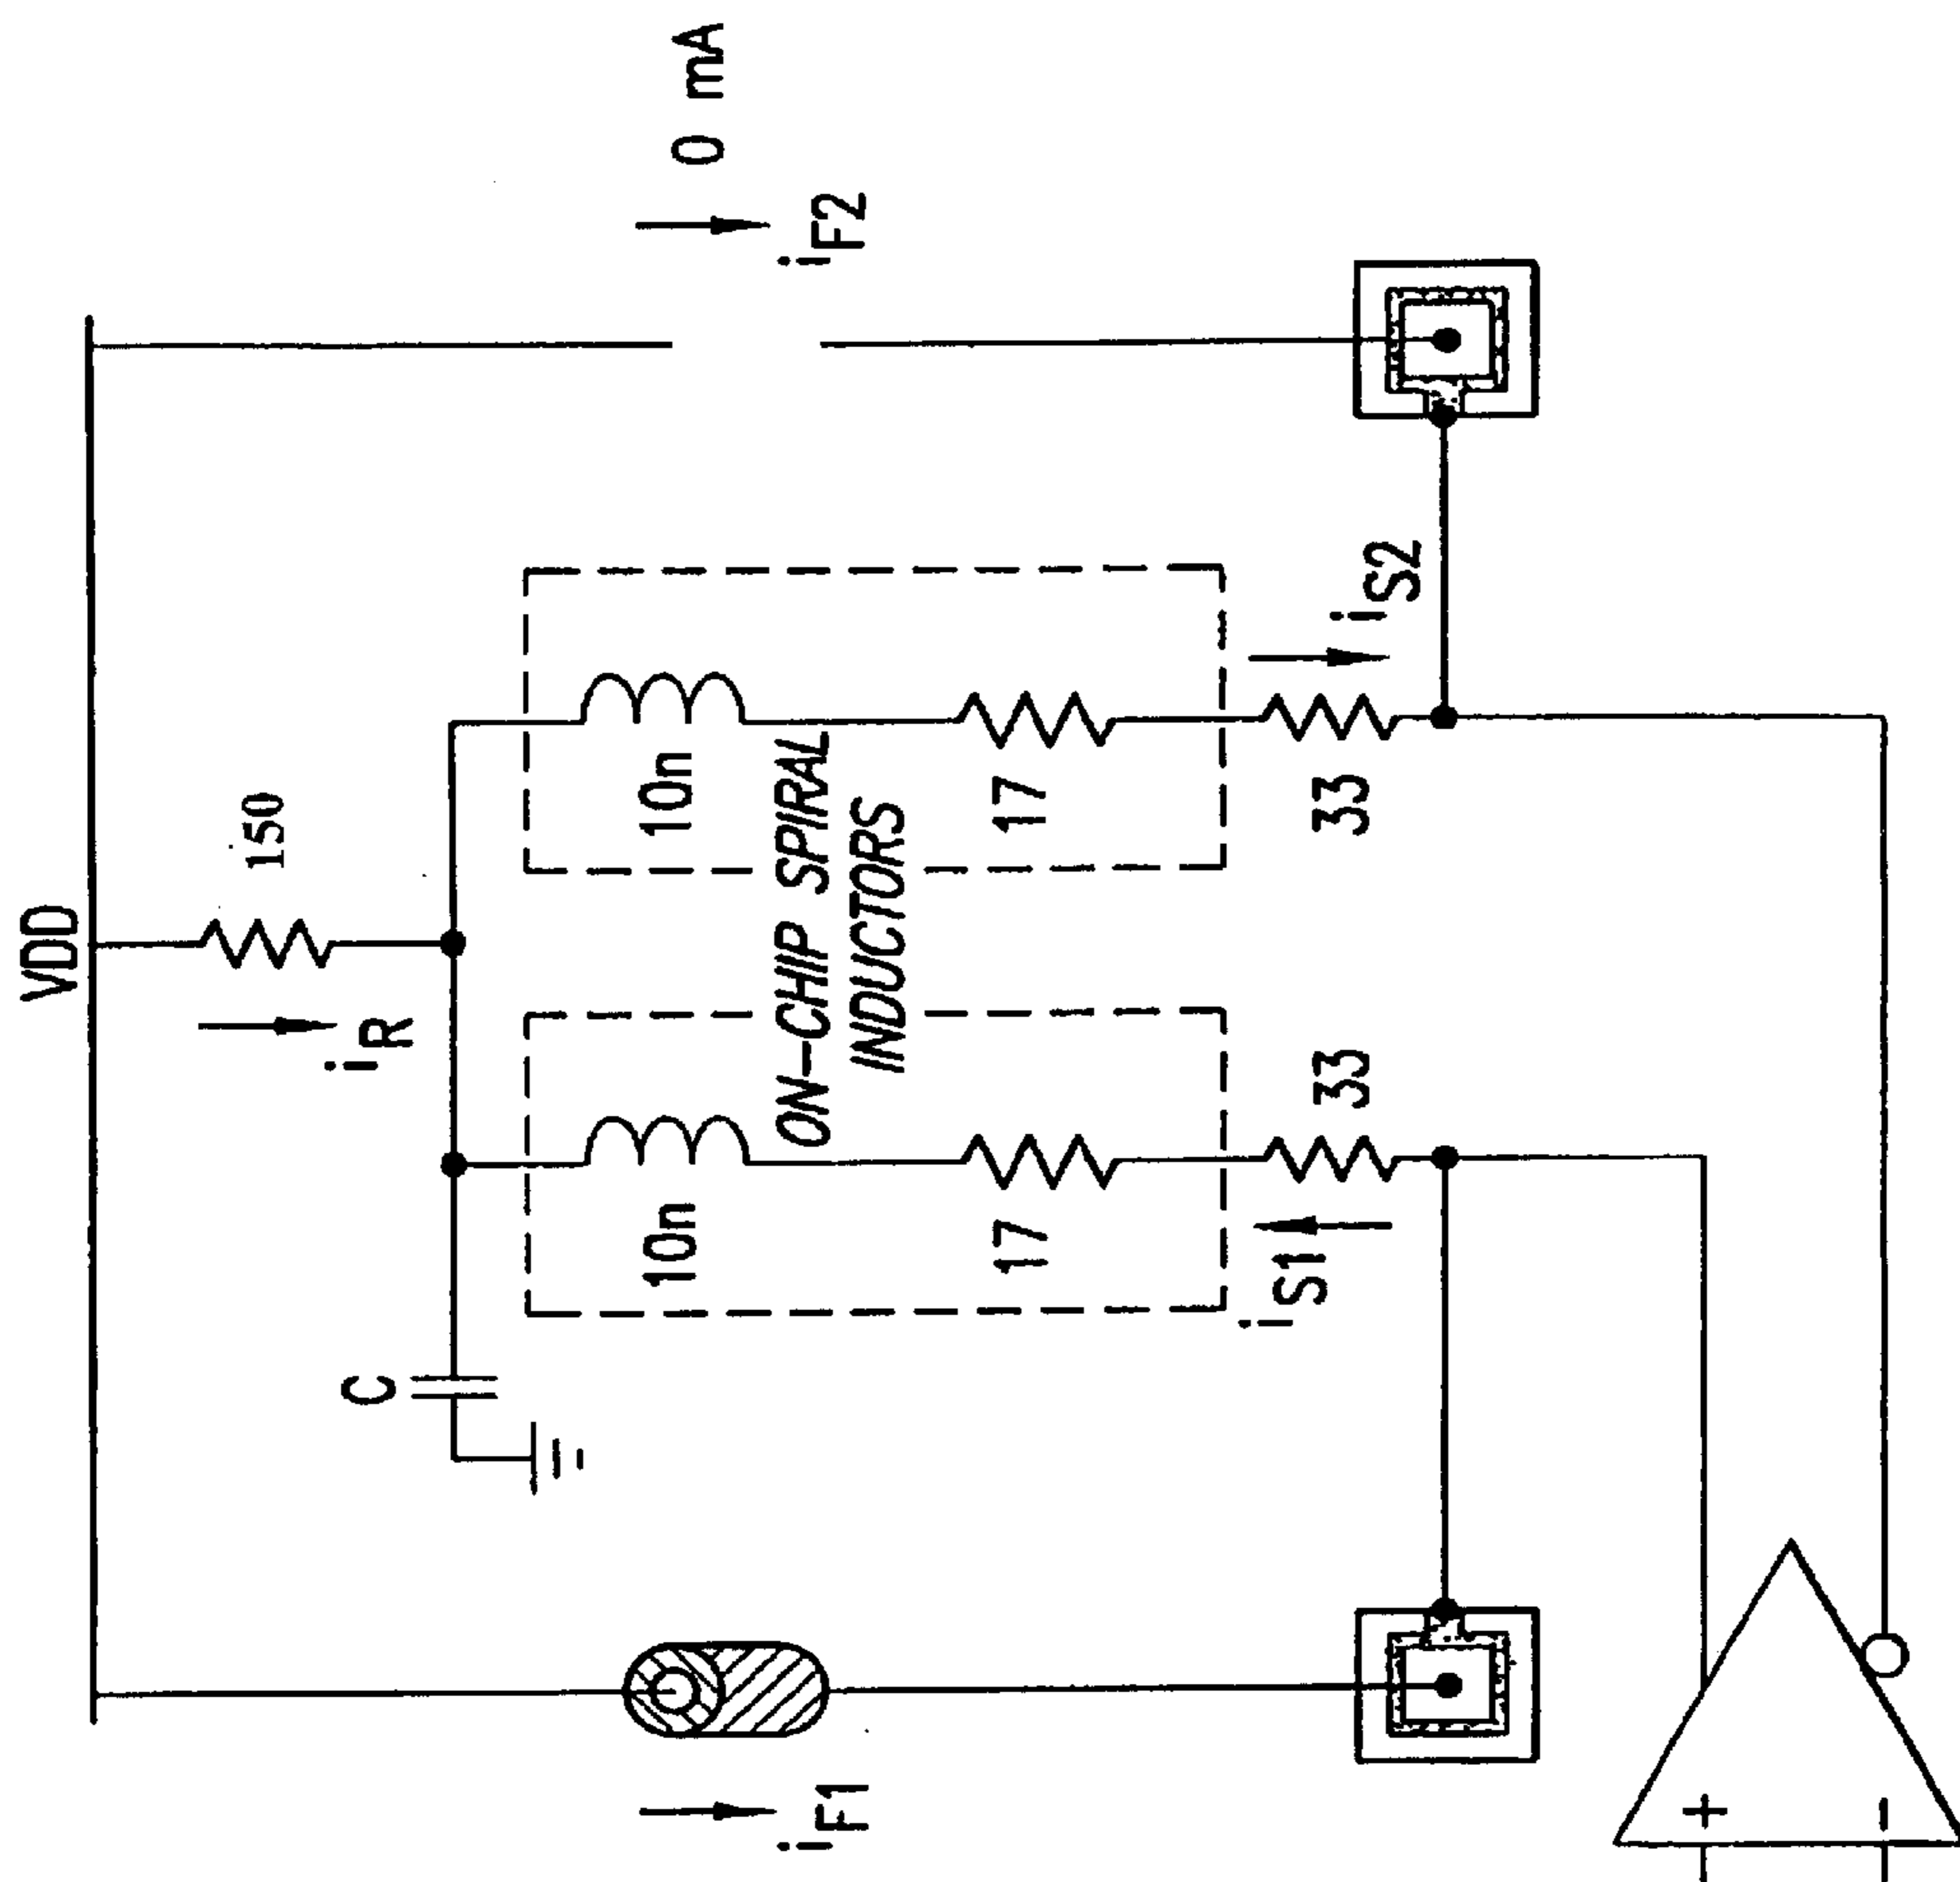 VDD
150
C
iR
10n
10n
0 mA
ON-CHIP SPIRAL
INDUCTORS
iF1
iF2
17
17
iS1
33
33
iS2
+
-